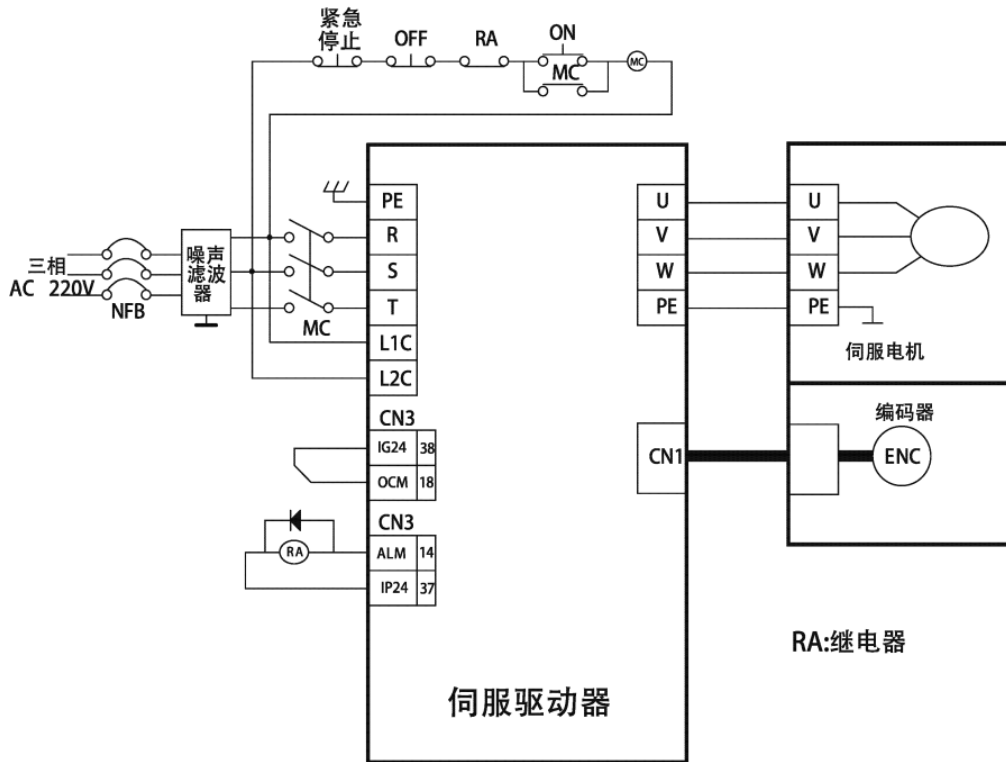 紧急
停止
OFF
RA
ON
MC
MC
三相
AC 220V
NFB
噪声
滤波
器
MC
PE
R
S
T
L1C
L2C
CN3
IG24 38
OCM 18
CN3
RA
ALM 14
IP24 37
U
V
W
PE
CN1
U
V
W
PE
伺服电机
编码器
ENC
RA:继电器
伺服驱动器